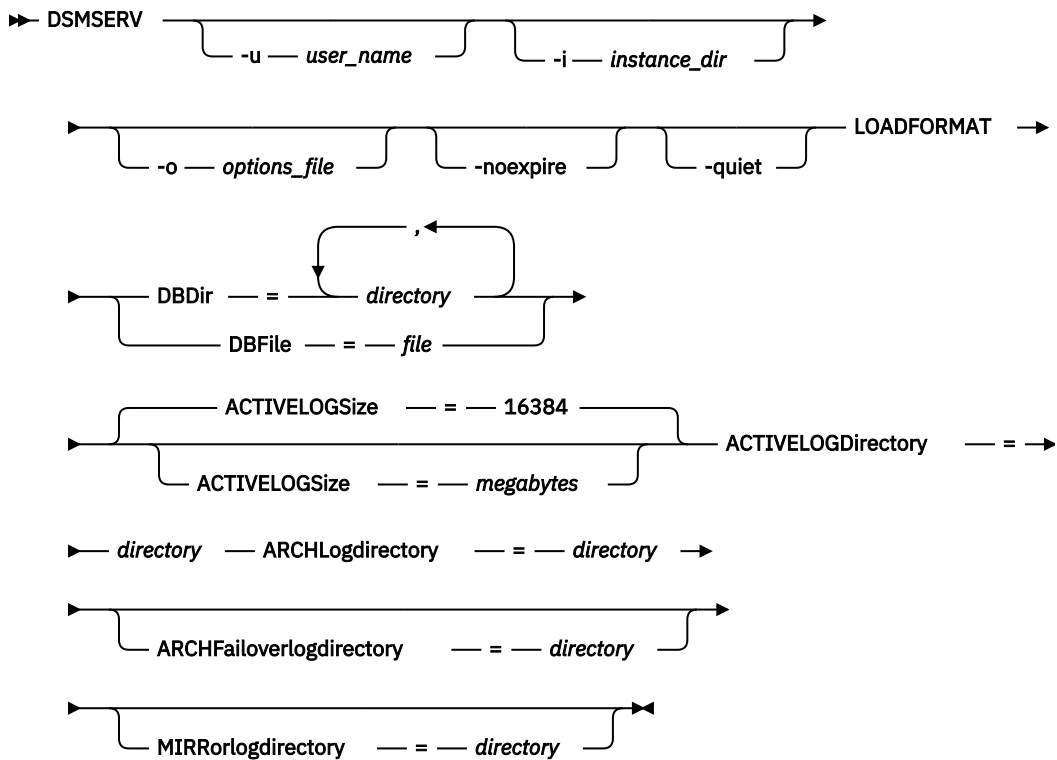 DSMSERV
-u user_name -i instance_dir
LOADFORMAT
-o options_file -noexpire -quiet
,
DBDir = directory
DBFile = file
ACTIVELOGSize = 16384
ACTIVELOGDirectory =
ACTIVELOGSize = megabytes
directory ARCHLogdirectory = directory
ARCHFailoverlogdirectory = directory
MIRRorlogdirectory = directory